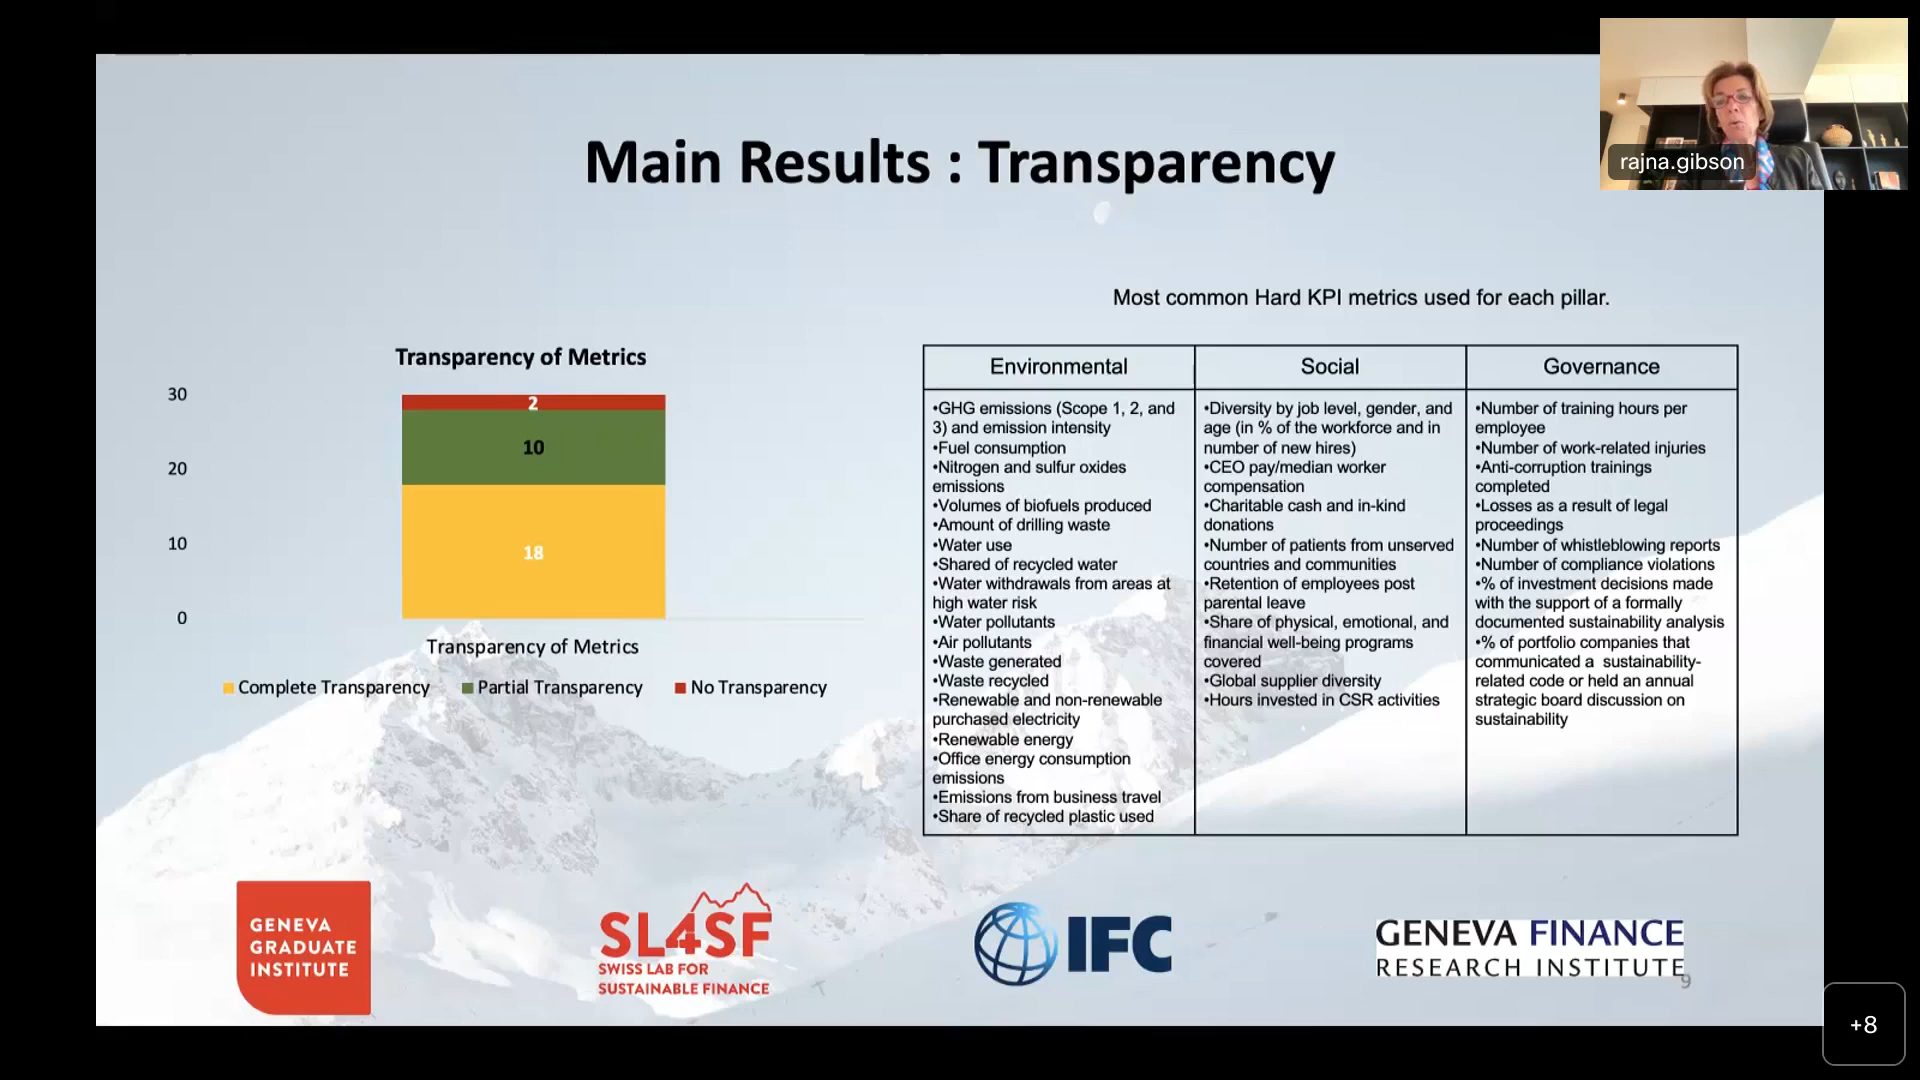 rajna.gibson
Main Results : Transparency
Most common Hard KPI metrics used for each pillar.
Transparency of Metrics
30
20
10
0
2
10
18
Transparency of Metrics
Complete Transparency
Partial Transparency
No Transparency
Environmental
•GHG emissions (Scope 1, 2, and
3) and emission intensity
•Fuel consumption
•Nitrogen and sulfur oxides
emissions
•Volumes of biofuels produced
•Amount of drilling waste
•Water use
•Shared of recycled water
•Water withdrawals from areas at
high water risk
•Water pollutants
•Air pollutants
•Waste generated
•Waste recycled
•Renewable and non-renewable
purchased electricity
•Renewable energy
•Office energy consumption
emissions
•Emissions from business travel
•Share of recycled plastic used
Social
•Diversity by job level, gender, and
age (in % of the workforce and in
number of new hires)
•CEO pay/median worker
compensation
•Charitable cash and in-kind
donations
•Number of patients from unserved
countries and communities
•Retention of employees post
parental leave
•Share of physical, emotional, and
financial well-being programs
covered
•Global supplier diversity
•Hours invested in CSR activities
Governance
•Number of training hours per
employee
•Number of work-related injuries
•Anti-corruption trainings
completed
•Losses as a result of legal
proceedings
•Number of whistleblowing reports
•Number of compliance violations
•% of investment decisions made
with the support of a formally
documented sustainability analysis
•% of portfolio companies that
communicated a sustainability-
related code or held an annual
strategic board discussion on
sustainability
GENEVA
GRADUATE
INSTITUTE
SL4SF
SWISS LAB FOR
SUSTAINABLE FINANCE
IFC
GENEVA FINANCE
RESEARCH INSTITUTE
9
+8